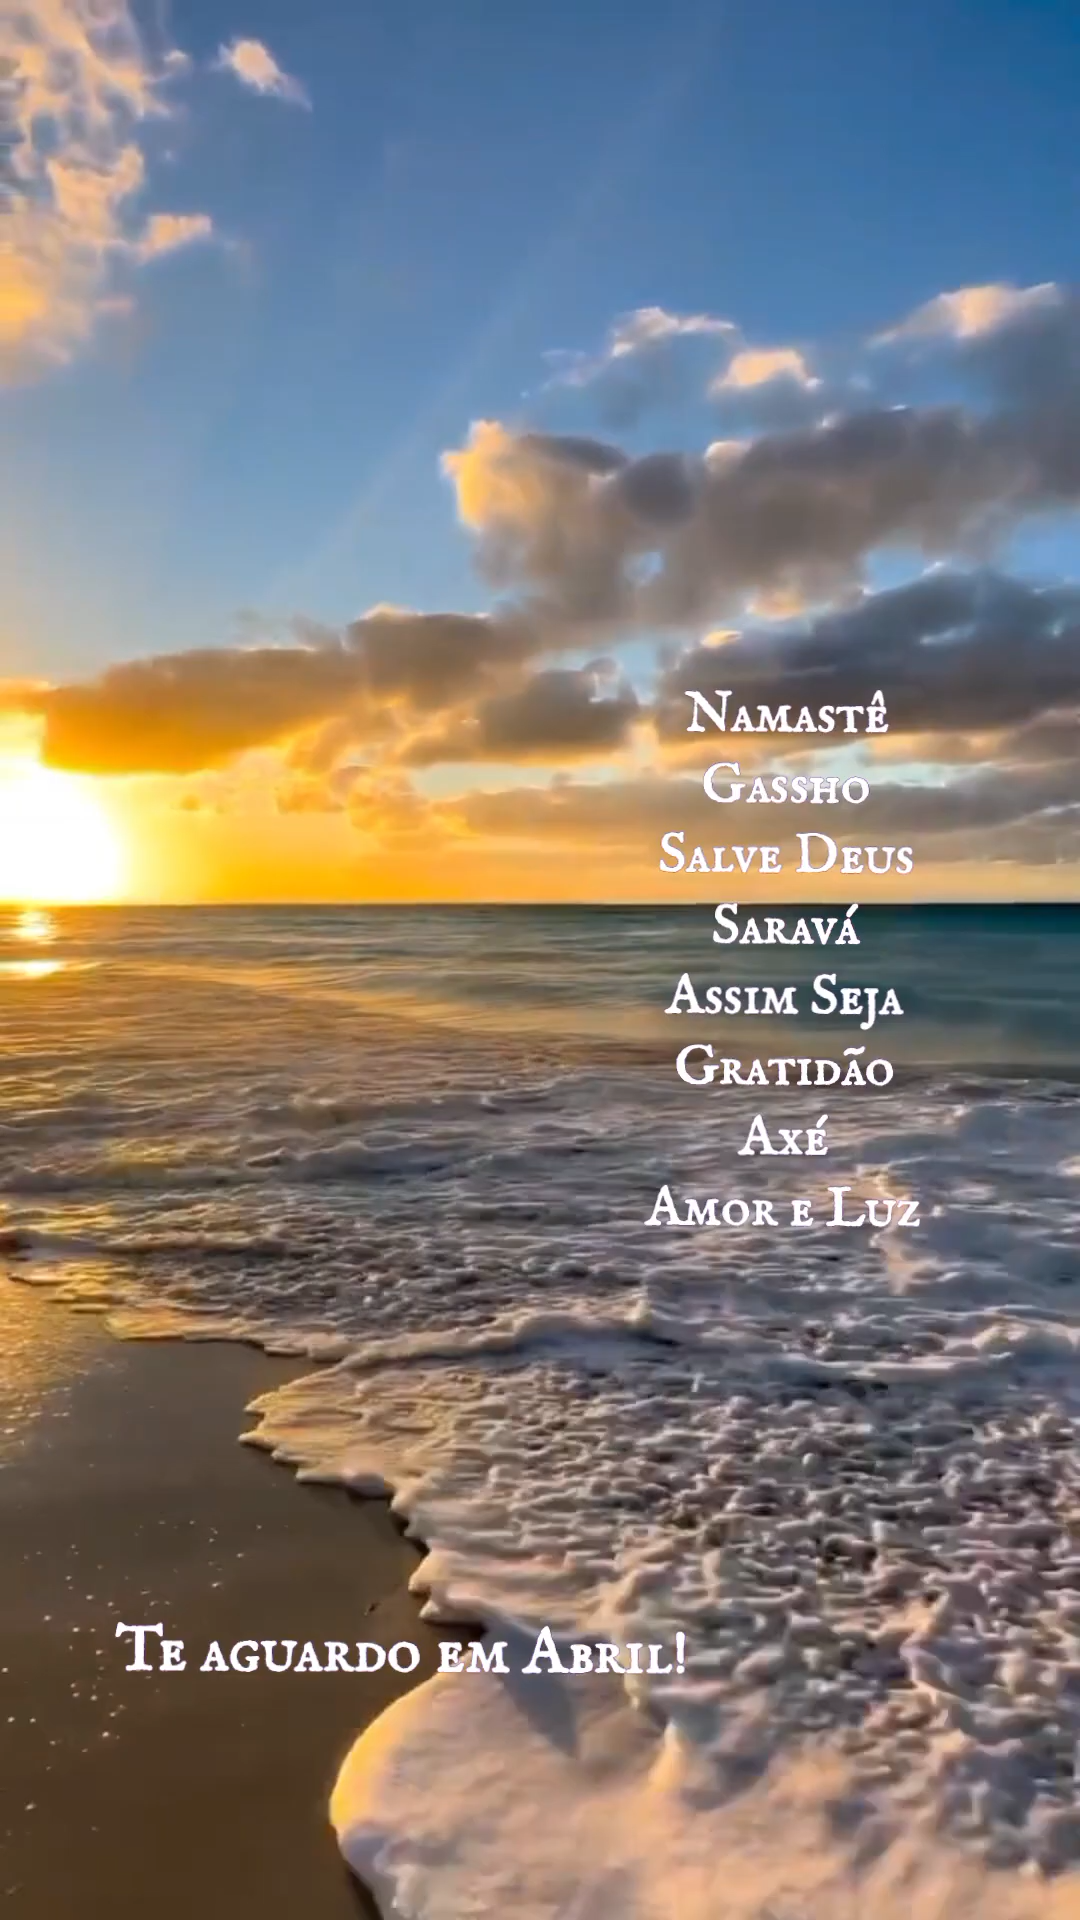 Namastê
Gassho
Salve Deus
Saravá
Assim Seja
Gratidão
Axé
Amor e Luz
Te aguardo em Abril!